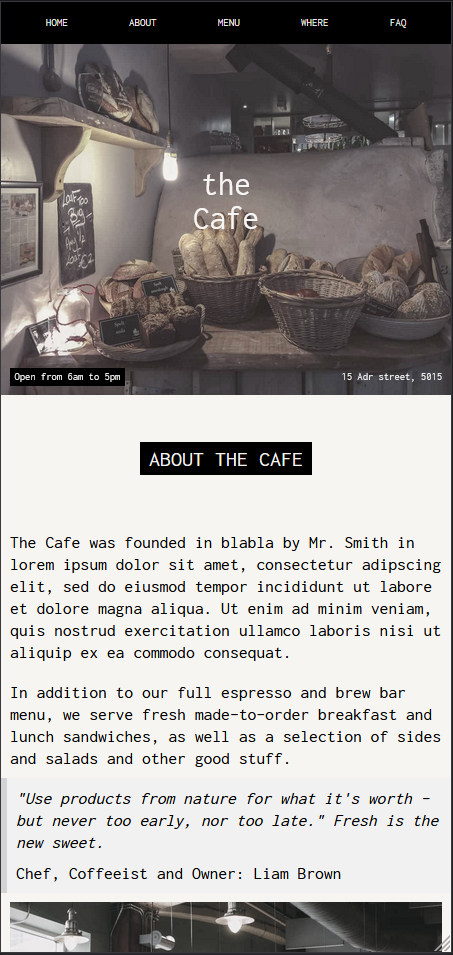 HOME ABOUT MENU WHERE FAQ
the
Cafe
LOAF TOO
BIG
Open from 6am to 5pm 15 Adr street, 5015
ABOUT THE CAFE
The Cafe was founded in blabla by Mr. Smith in
lorem ipsum dolor sit amet, consectetur adipscing
elit, sed do eiusmod tempor incididunt ut labore
et dolore magna aliqua. Ut enim ad minim veniam,
quis nostrud exercitation ullamco laboris nisi ut
aliquip ex ea commodo consequat.
In addition to our full espresso and brew bar
menu, we serve fresh made-to-order breakfast and
lunch sandwiches, as well as a selection of sides
and salads and other good stuff.
"Use products from nature for what it's worth -
but never too early, nor too late." Fresh is the
new sweet.
Chef, Coffeeist and Owner: Liam Brown